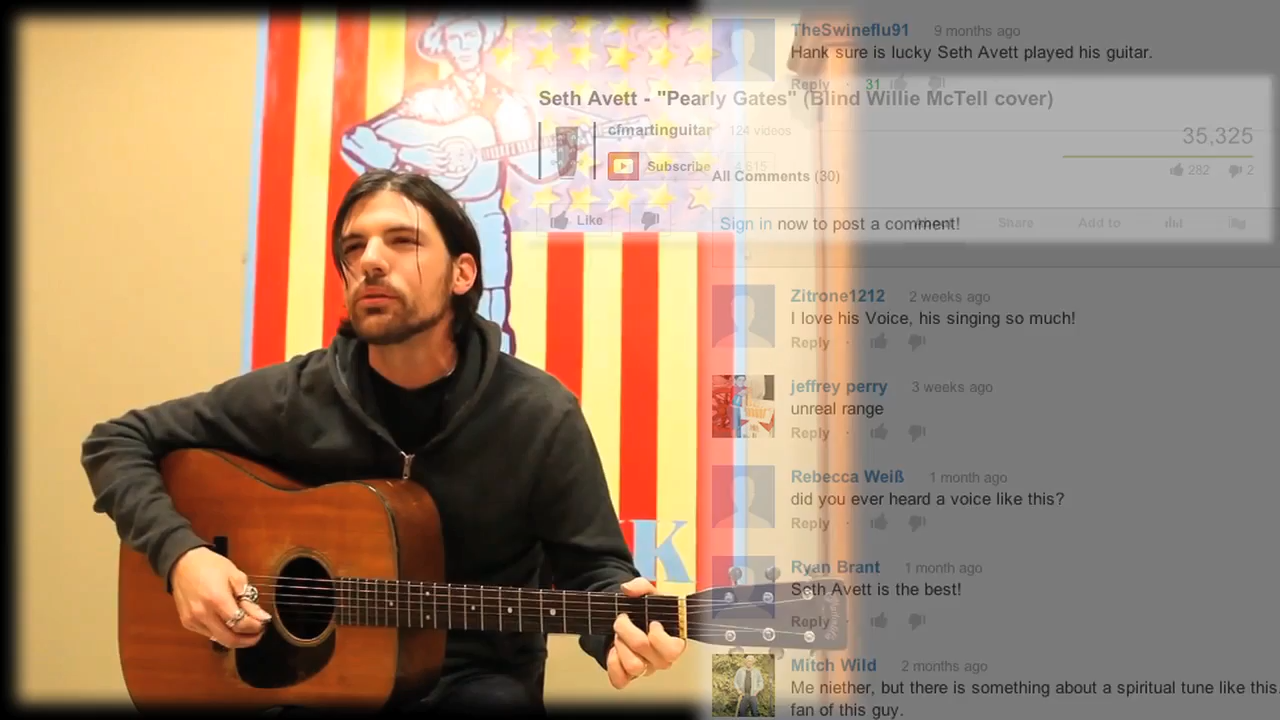 TheSwineflu91 9 months ago
Hank sure is lucky Seth Avett played his guitar.
Reply · 31
Seth Avett - "Pearly Gates" (Blind Willie McTell cover)
cfmartinguitar 124 videos
35,325
Subscribe 4,615
282 2
All Comments (30)
Like About Share Add to
Sign in now to post a comment!
Zitrone1212 2 weeks ago
I love his Voice, his singing so much!
Reply ·
jeffrey perry 3 weeks ago
unreal range
Reply ·
Rebecca Weiß 1 month ago
did you ever heard a voice like this?
Reply ·
K
Ryan Brant 1 month ago
Seth Avett is the best!
Reply ·
Mitch Wild 2 months ago
Me niether, but there is something about a spiritual tune like this.
fan of this guy.